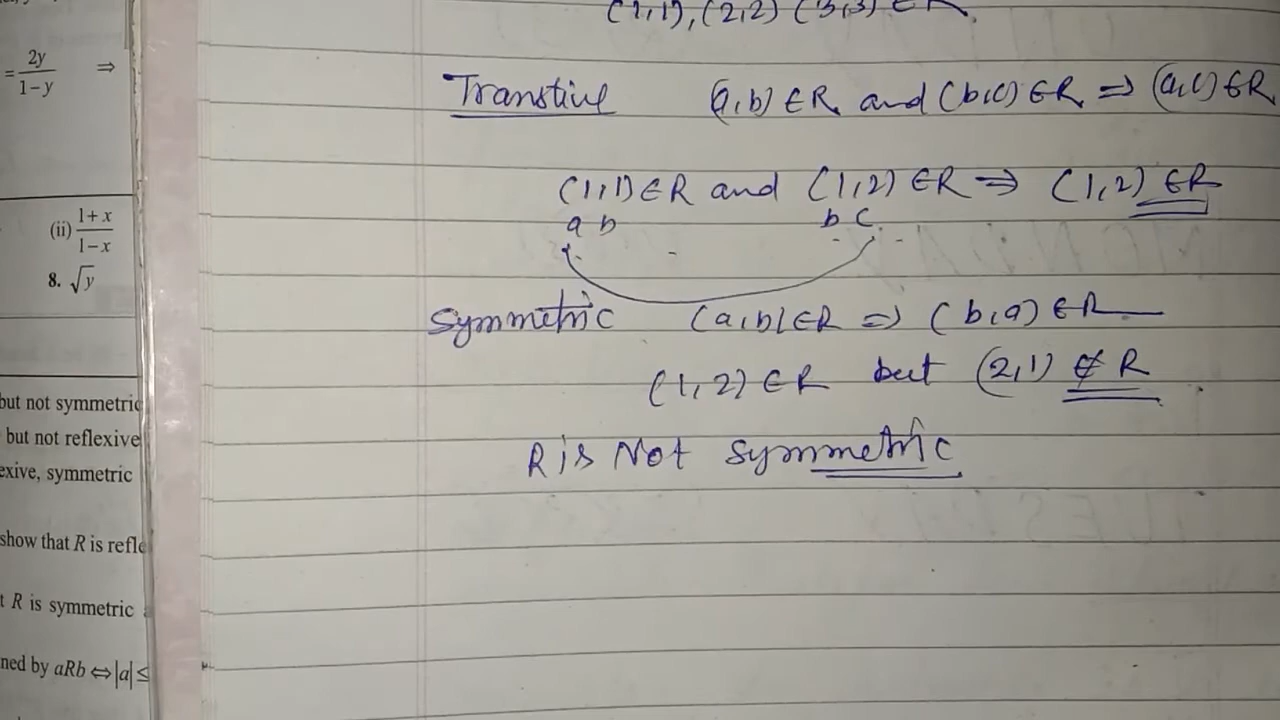 = 2y / 1-y ⇒
(ii) 1+x / 1-x
8. √y
but not symmetric
but not reflexive
exive, symmetric
show that R is refle
t R is symmetric
ned by aRb ⇔ |a| ≤
(1,1), (2,2) (3,3) ∈ R
Transtive (a,b) ∈ R and (b,c) ∈ R ⇒ (a,c) ∈ R
(1,1) ∈ R and (1,2) ∈ R ⇒ (1,2) ∈ R
a b b c
Symmetric (a,b) ∈ R ⇒ (b,a) ∈ R
(1,2) ∈ R but (2,1) ∉ R
R is Not Symmetric